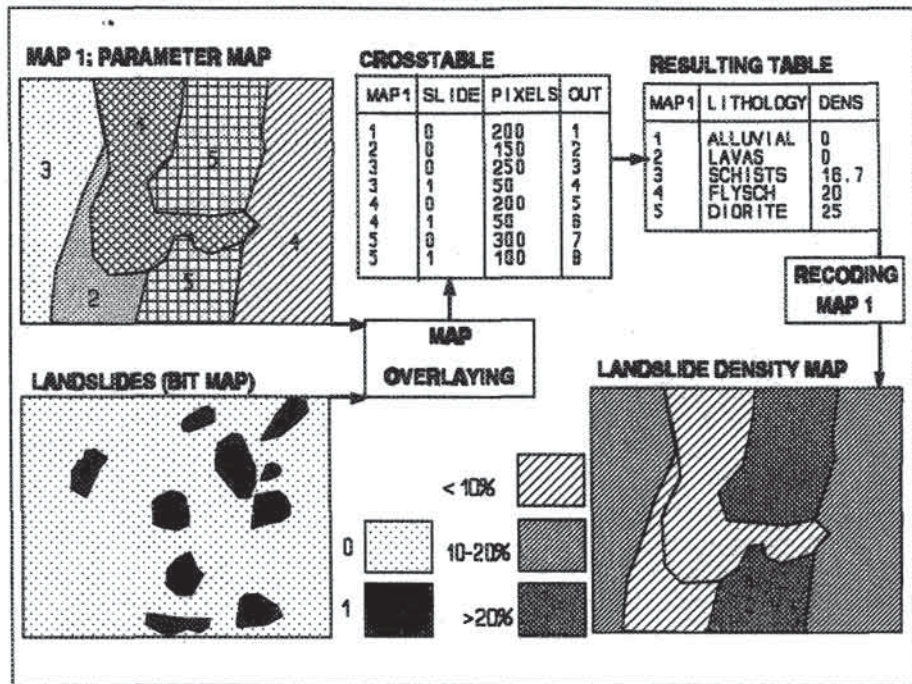 MAP 1: PARAMETER MAP
3
5
2
5
4
CROSSTABLE
MAP1 SLIDE PIXELS OUT
1 0 200 1
2 0 150 2
3 0 250 3
3 1 50 4
4 0 200 5
4 1 50 6
5 0 300 7
5 1 100 8
RESULTING TABLE
MAP1 LITHOLOGY DENS
1 ALLUVIAL 0
2 LAVAS 0
3 SCHISTS 16.7
4 FLYSCH 20
5 DIORITE 25
RECODING
MAP 1
MAP
OVERLAYING
LANDSLIDES (BIT MAP)
0
1
< 10%
10-20%
>20%
LANDSLIDE DENSITY MAP